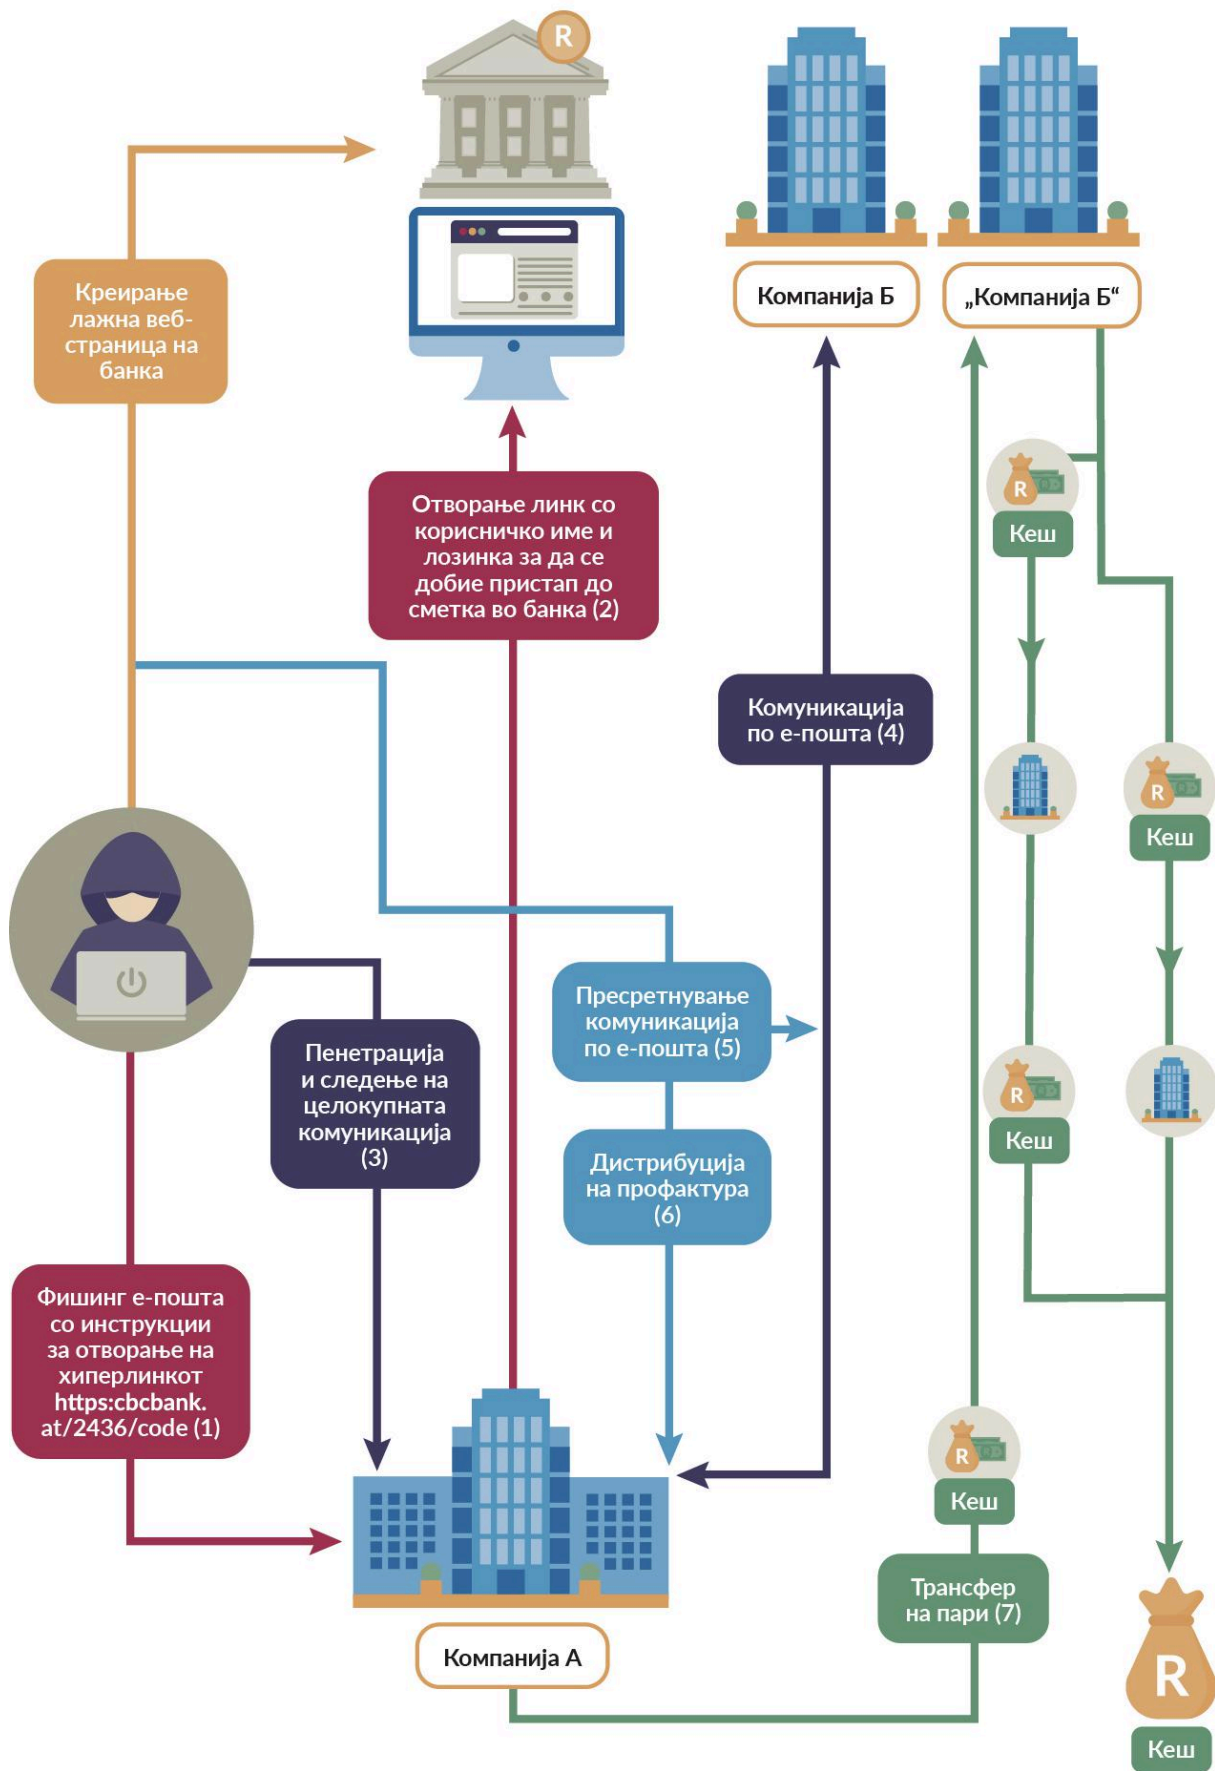 R
Компанија Б
„Компанија Б“
Креирање
лажна веб-
страница на
банка
Отворање линк со
корисничко име и
лозинка за да се
добие пристап до
сметка во банка (2)
R
Кеш
Комуникација
по е-пошта (4)
R
Кеш
Пресретнување
комуникација
по е-пошта (5)
Пенетрација
и следење на
целокупната
комуникација
(3)
R
Кеш
Дистрибуција
на профактура
(6)
Фишинг е-пошта
со инструкции
за отворање на
хиперлинкот
https:cbcbank.
at/2436/code (1)
R
Кеш
Трансфер
на пари (7)
Компанија А
R
Кеш